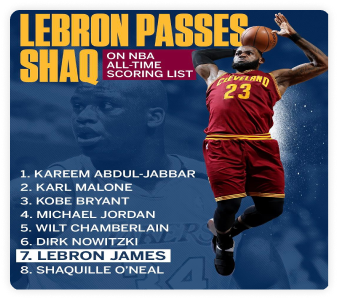 LEBRON PASSES
SHAQ
ON NBA
ALL-TIME
SCORING LIST
CLEVELAND
23
1. KAREEM ABDUL-JABBAR
2. KARL MALONE
3. KOBE BRYANT
4. MICHAEL JORDAN
5. WILT CHAMBERLAIN
6. DIRK NOWITZKI
7. LEBRON JAMES
8. SHAQUILLE O'NEAL
34